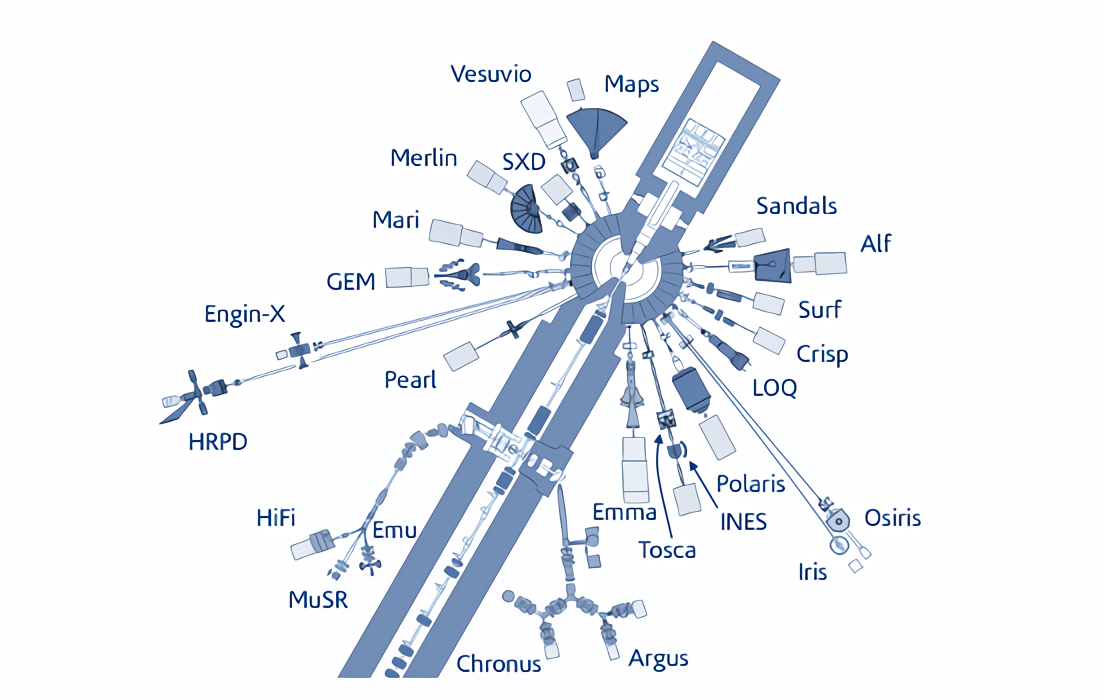 Vesuvio
Maps
Merlin
SXD
Sandals
Mari
Alf
GEM
Engin-X
Surf
Crisp
Pearl
LOQ
HRPD
Polaris
Emma
INES
Osiris
HiFi
Emu
Tosca
Iris
MuSR
Chronus
Argus